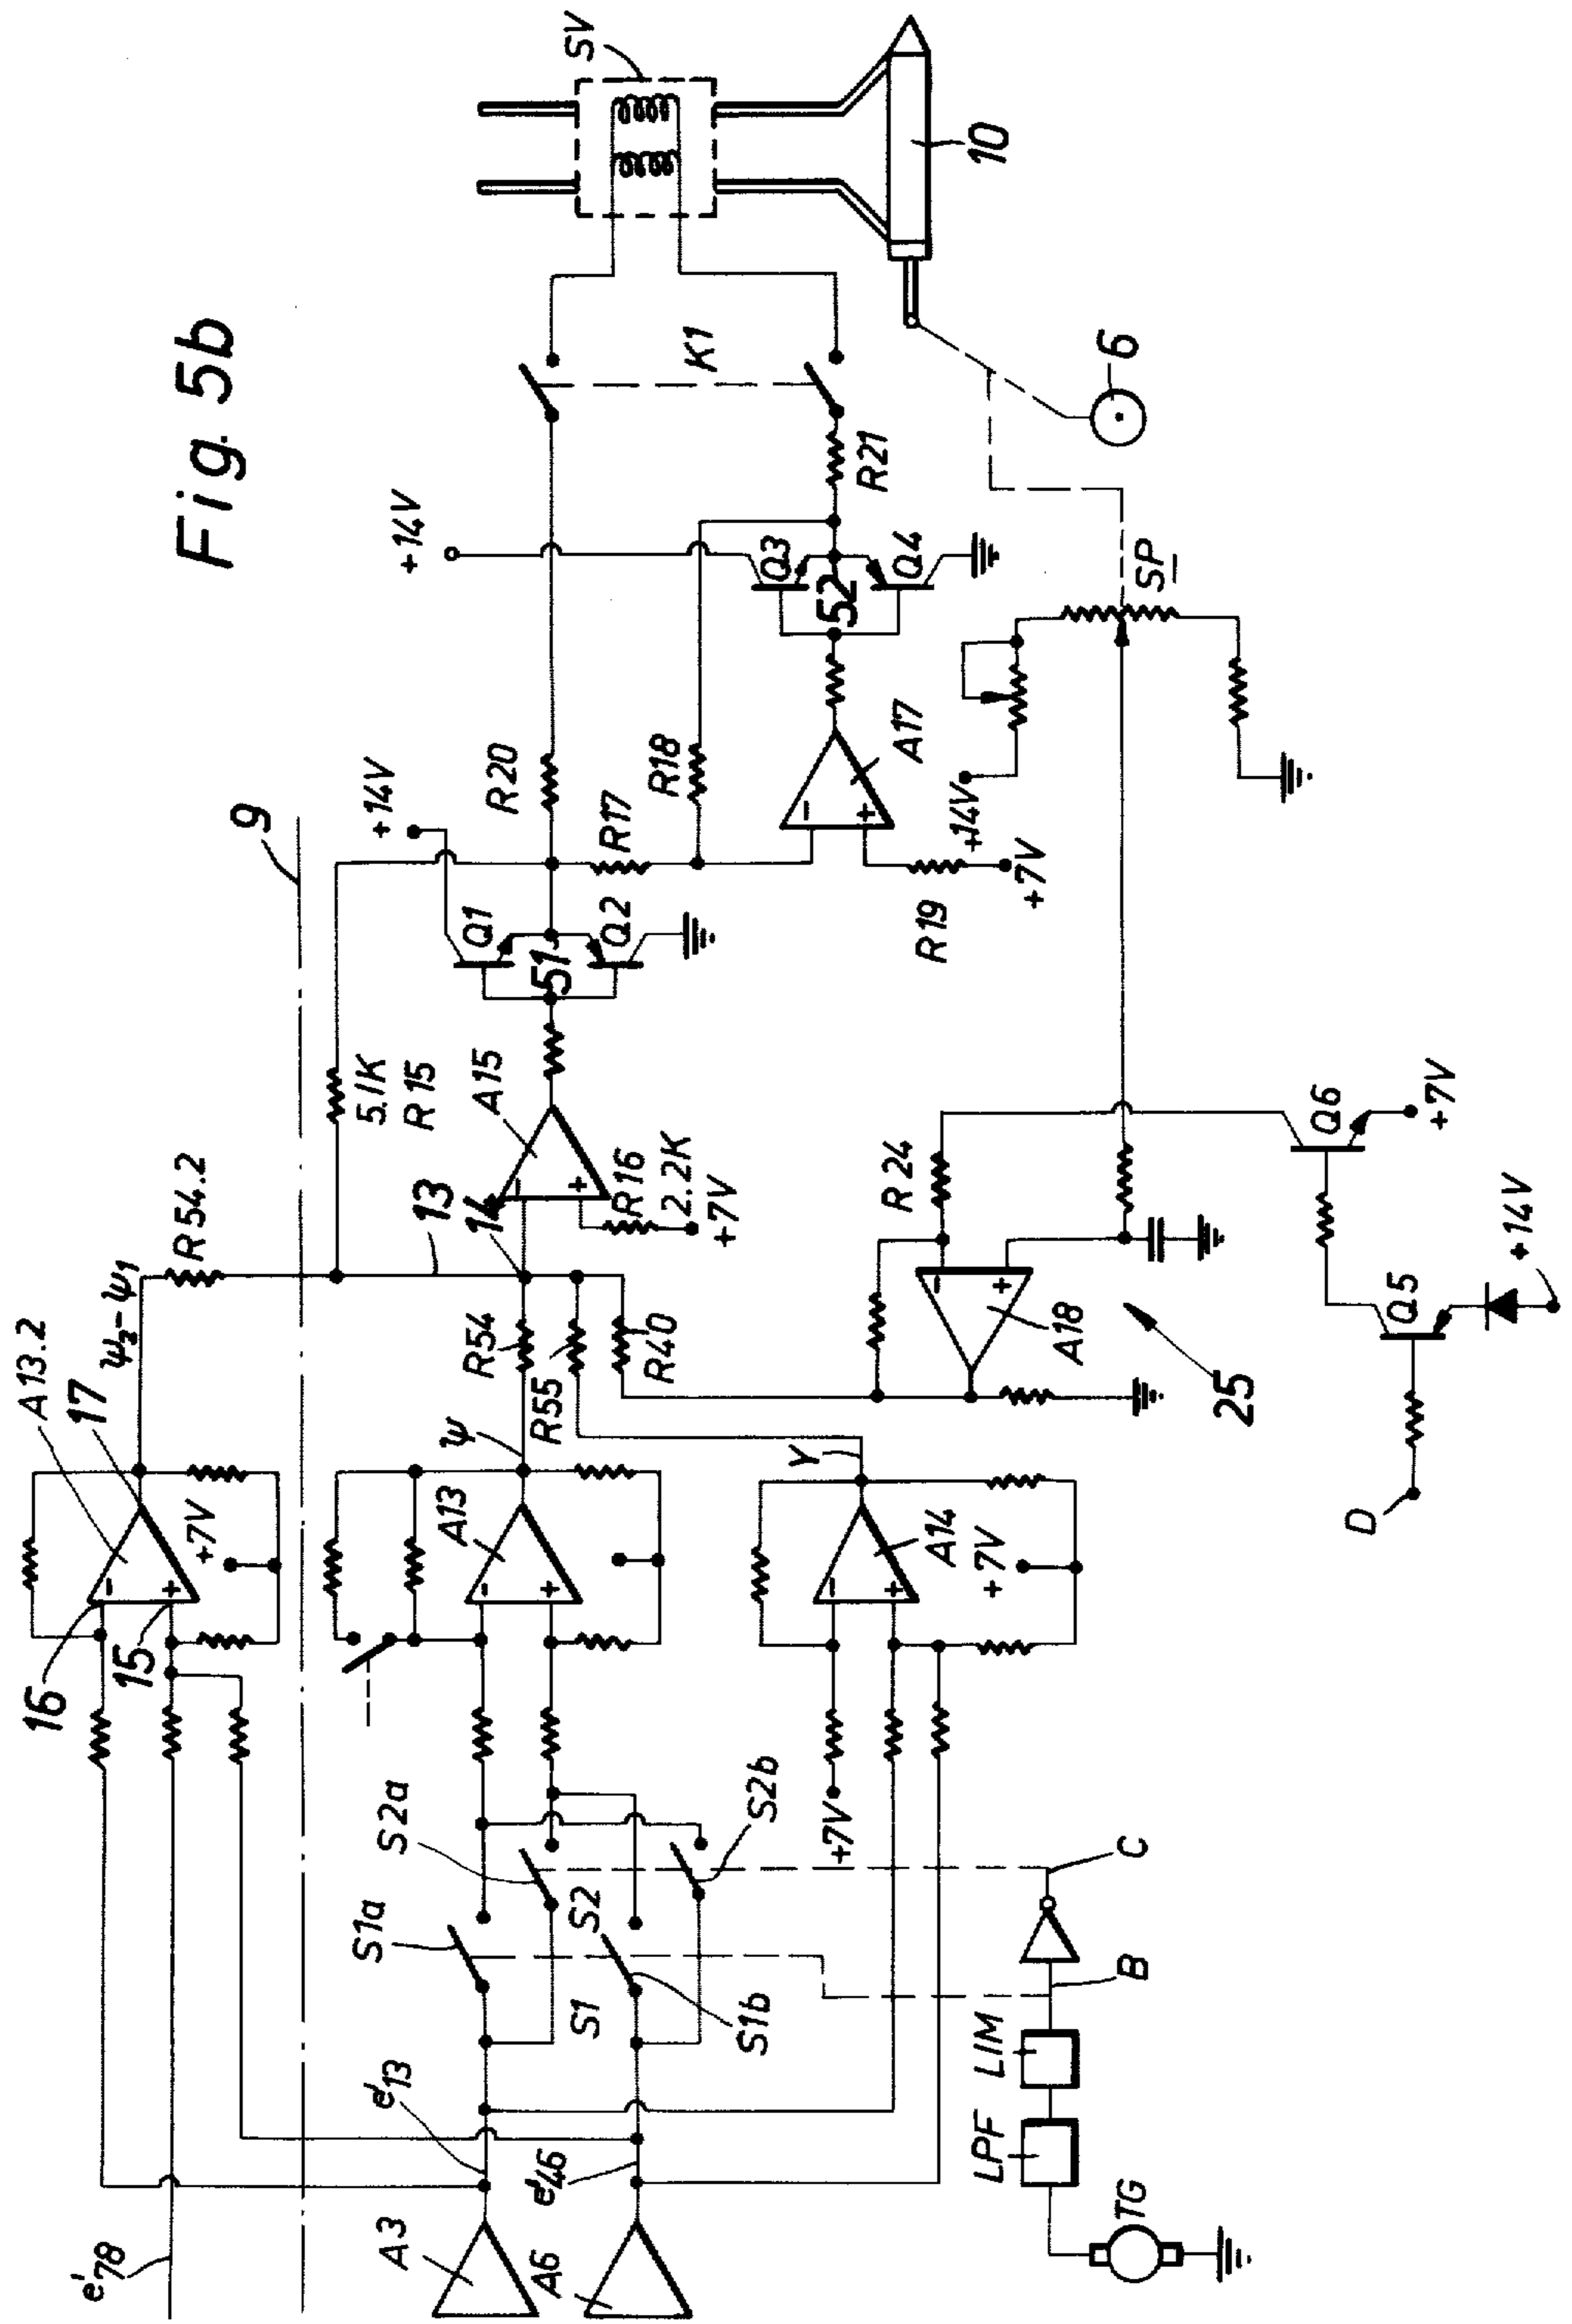 Fig. 5b
9
A13.2
ψ2-ψ1
R54.2
17
16
15
+7V
13
14
5.1K
R15
A15
R16
2.2K
+7V
+14V
Q1
51
Q2
R20
R17
R18
+14V
Q3
52
Q4
R21
K1
SV
10
6
A17
R19
+7V
+14V
SP
e'78
e'13
e'46
A3
A6
S1a
S1
S1b
S2a
S2
S2b
A13
ψ
R54
R55
R40
Y
A14
+7V
+7V
R24
A18
25
Q6
+7V
Q5
+14V
D
TG
LPF
LIM
B
C